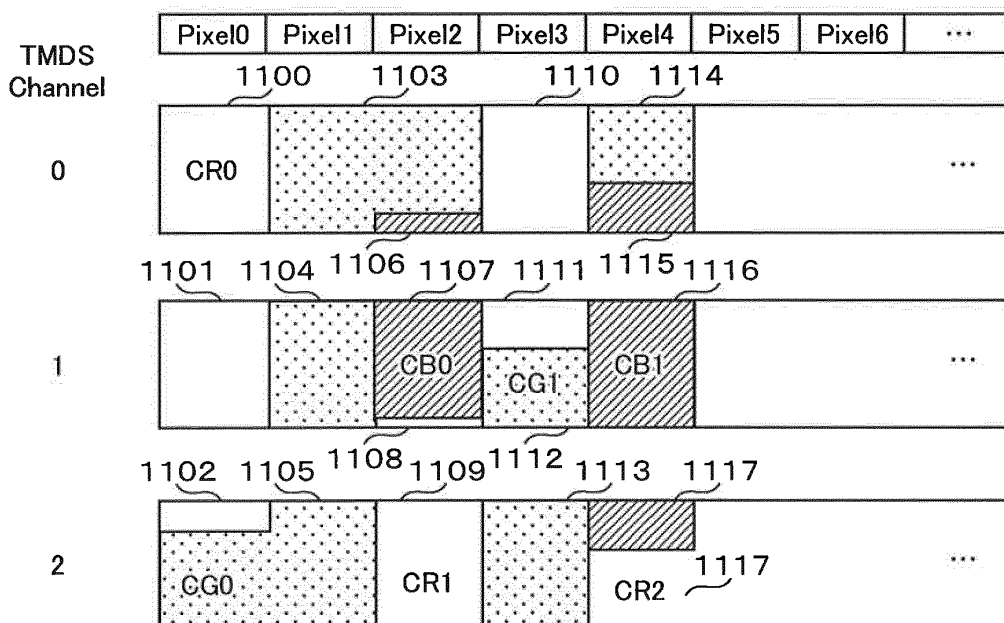 Pixel0 Pixel1 Pixel2 Pixel3 Pixel4 Pixel5 Pixel6 ...
TMDS
Channel
1100 1103 1110 1114
0 CR0 ...
1106 1115
1101 1104 1107 1111 1116
1 CB0 CG1 CB1 ...
1108 1112
1102 1105 1109 1113 1117
2 CG0 CR1 CR2 1117 ...